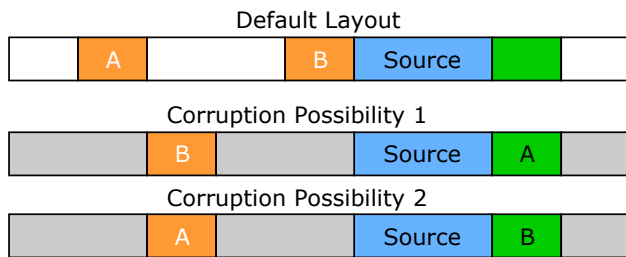 Default Layout
A B Source
Corruption Possibility 1
B Source A
Corruption Possibility 2
A Source B